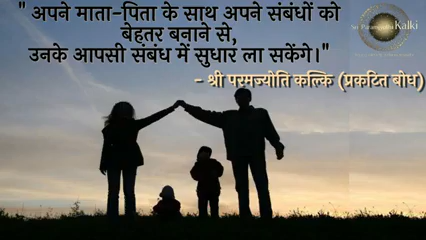 " अपने माता-पिता के साथ अपने संबंधों को
बेहतर बनाने से,
उनके आपसी संबंध में सुधार ला सकेंगे।"
- श्री परमज्योति कल्कि (प्रकटित बोध)
Kalki